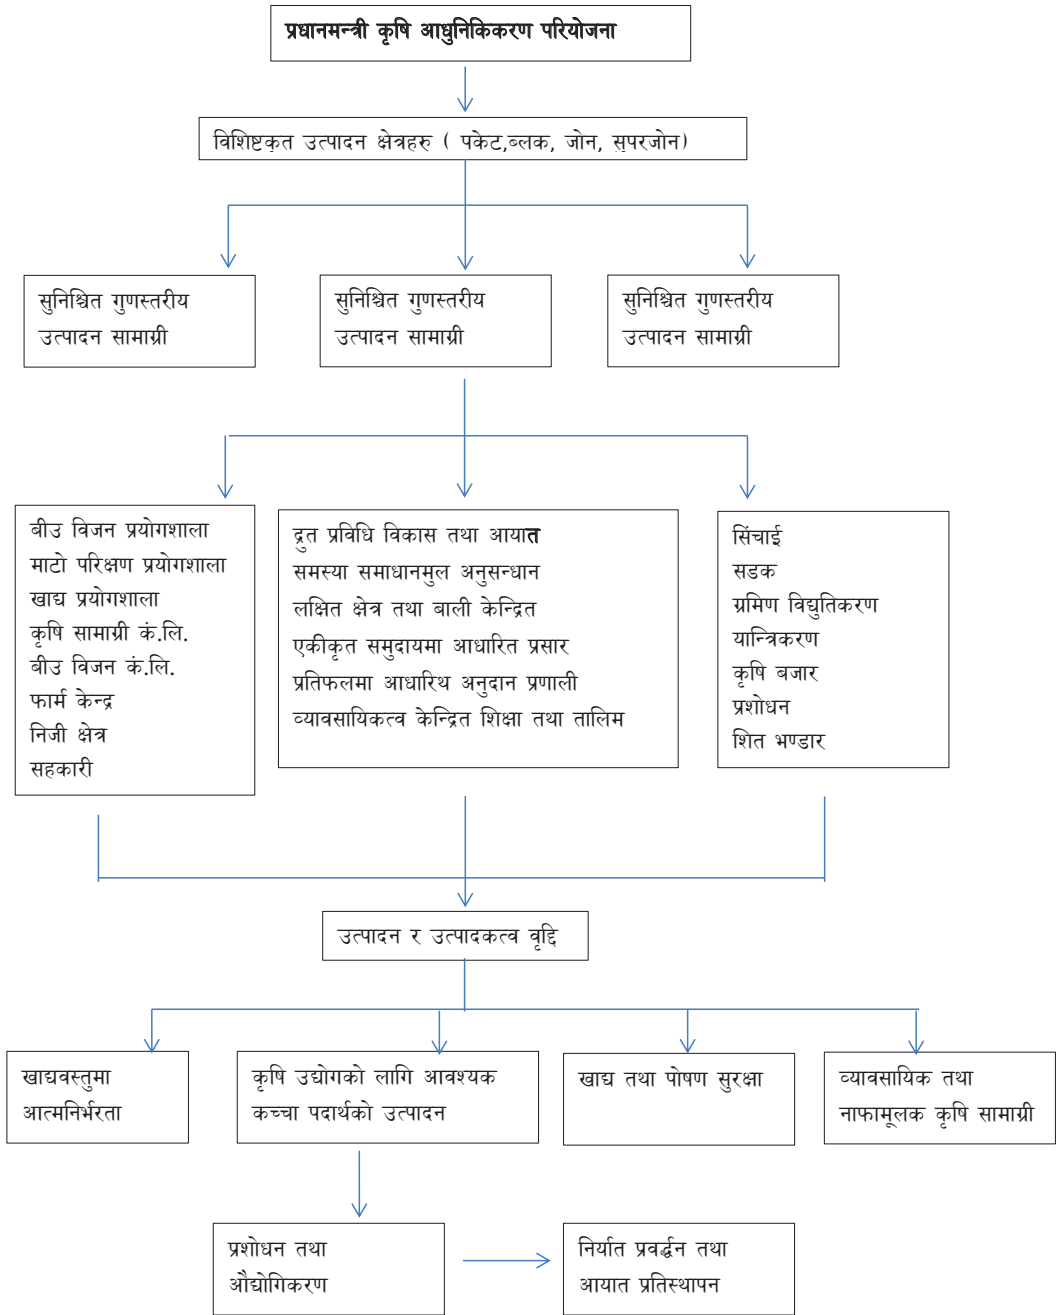 प्रधानमन्त्री कृषि आधुनिकिकरण परियोजना
विशिष्टकृत उत्पादन क्षेत्रहरु ( पकेट,ब्लक, जोन, सुपरजोन)
सुनिश्चित गुणस्तरीय
उत्पादन सामाग्री
सुनिश्चित गुणस्तरीय
उत्पादन सामाग्री
सुनिश्चित गुणस्तरीय
उत्पादन सामाग्री
बीउ विजन प्रयोगशाला
माटो परिक्षण प्रयोगशाला
खाद्य प्रयोगशाला
कृषि सामाग्री कं.लि.
बीउ विजन कं.लि.
फार्म केन्द्र
निजी क्षेत्र
सहकारी
द्रुत प्रविधि विकास तथा आयात
समस्या समाधानमुल अनुसन्धान
लक्षित क्षेत्र तथा बाली केन्द्रित
एकीकृत समुदायमा आधारित प्रसार
प्रतिफलमा आधारिथ अनुदान प्रणाली
व्यावसायिकत्व केन्द्रित शिक्षा तथा तालिम
सिंचाई
सडक
ग्रमिण विद्युतिकरण
यान्त्रिकरण
कृषि बजार
प्रशोधन
शित भण्डार
उत्पादन र उत्पादकत्व वृद्दि
खाद्यवस्तुमा
आत्मनिर्भरता
कृषि उद्योगको लागि आवश्यक
कच्चा पदार्थको उत्पादन
खाद्य तथा पोषण सुरक्षा
व्यावसायिक तथा
नाफामूलक कृषि सामाग्री
प्रशोधन तथा
औद्योगिकरण
निर्यात प्रवर्द्धन तथा
आयात प्रतिस्थापन